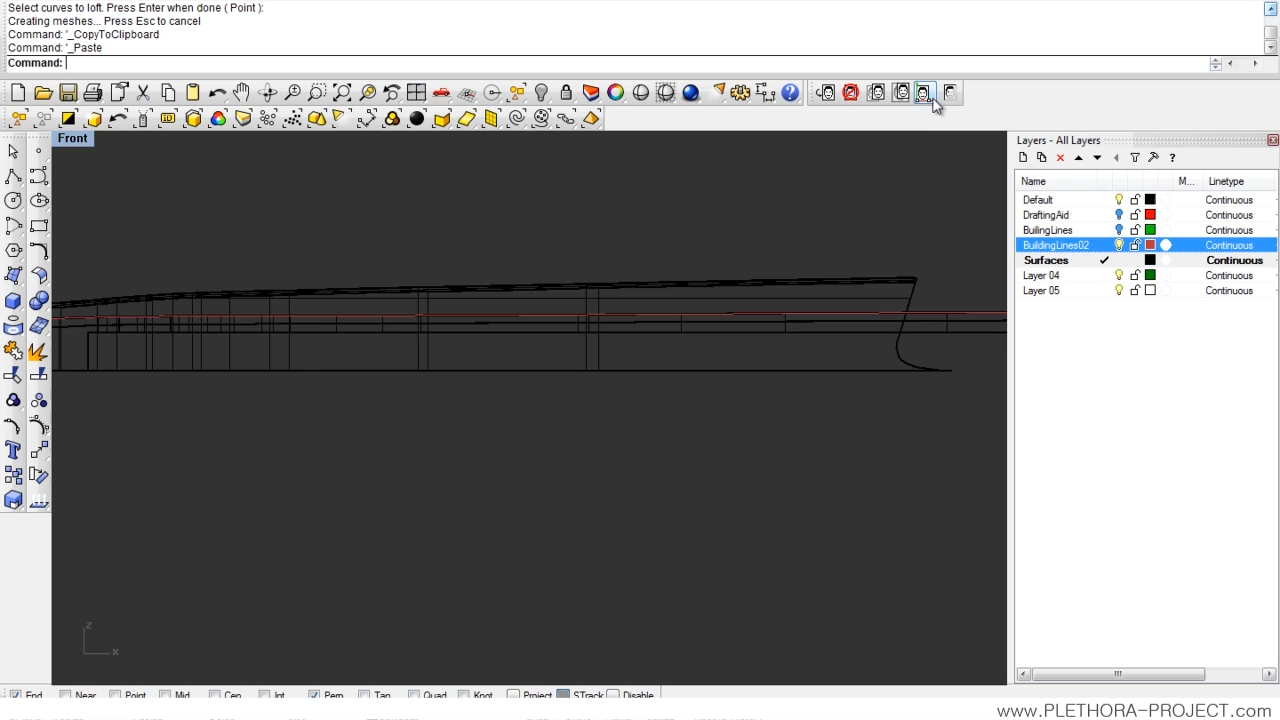 Select curves to loft. Press Enter when done ( Point ):
Creating meshes... Press Esc to cancel
Command: '_CopyToClipboard
Command: '_Paste
Command:
Front
Layers - All Layers
Name M... Linetype
Default Continuous
DraftingAid Continuous
BuilingLines Continuous
BuildingLines02 Continuous
Surfaces Continuous
Layer 04 Continuous
Layer 05 Continuous
z
x
End Near Point Mid Cen Int Perp Tan Quad Knot Project STrack Disable
www.PLETHORA-PROJECT.com